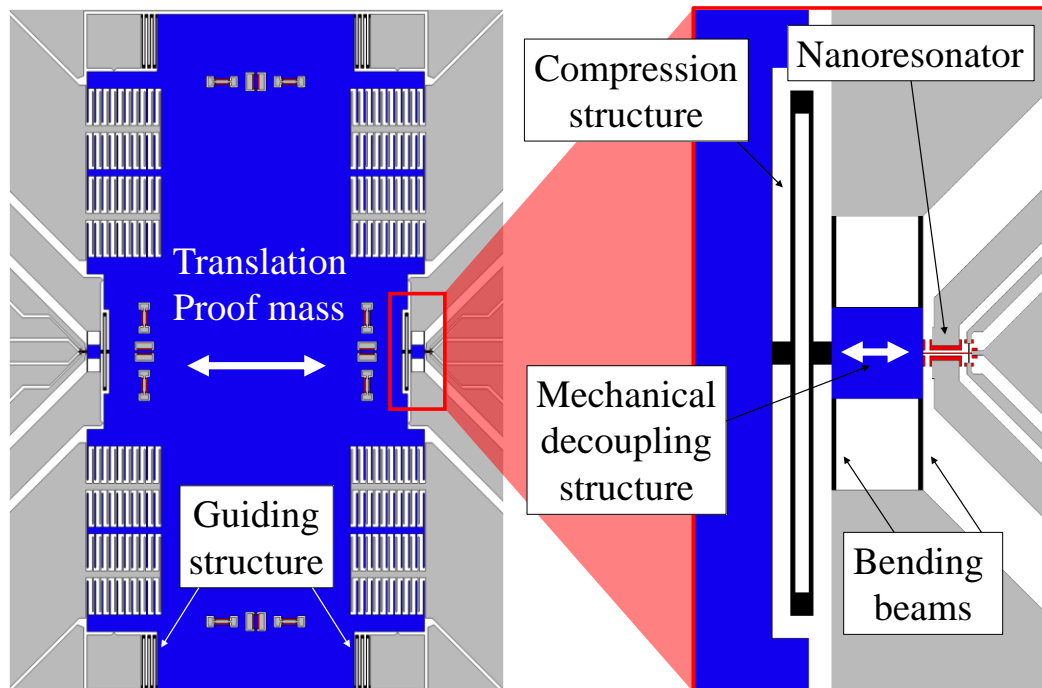 Translation
Proof mass
Guiding
structure
Compression
structure
Nanoresonator
Mechanical
decoupling
structure
Bending
beams